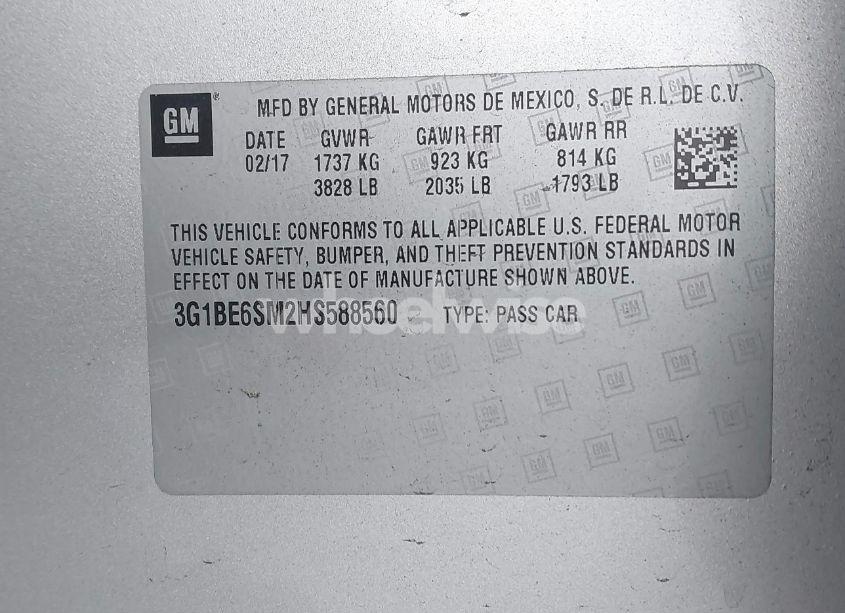 GM
MFD BY GENERAL MOTORS DE MEXICO, S. DE R.L. DE C.V.
DATE GVWR GAWR FRT GAWR RR
02/17 1737 KG 923 KG 814 KG
3828 LB 2035 LB 1793 LB
THIS VEHICLE CONFORMS TO ALL APPLICABLE U.S. FEDERAL MOTOR
VEHICLE SAFETY, BUMPER, AND THEFT PREVENTION STANDARDS IN
EFFECT ON THE DATE OF MANUFACTURE SHOWN ABOVE.
3G1BE6SM2HS588560 TYPE: PASS CAR
wheelwise